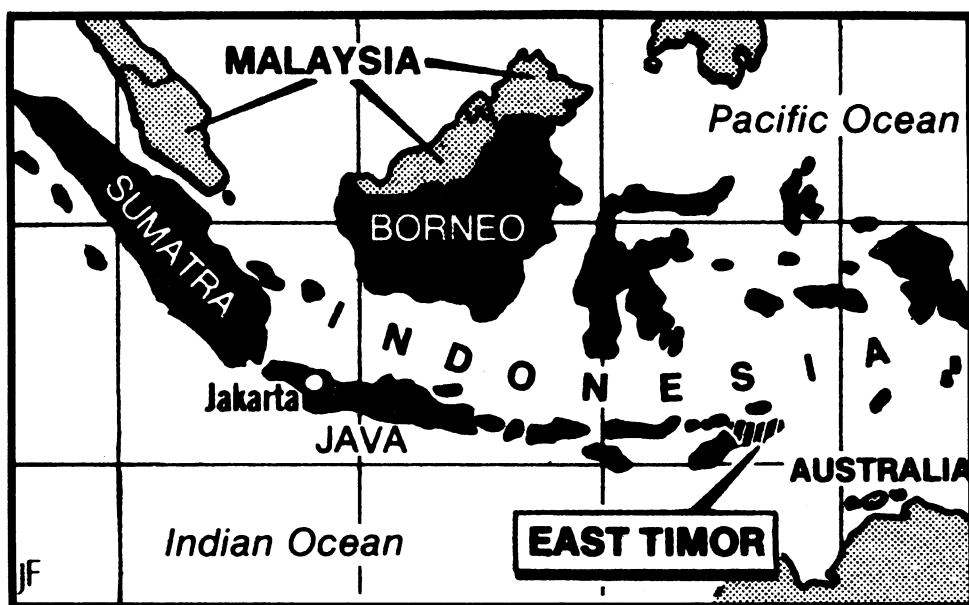 MALAYSIA
Pacific Ocean
SUMATRA
BORNEO
INDONESIA
Jakarta
JAVA
AUSTRALIA
EAST TIMOR
Indian Ocean
JF